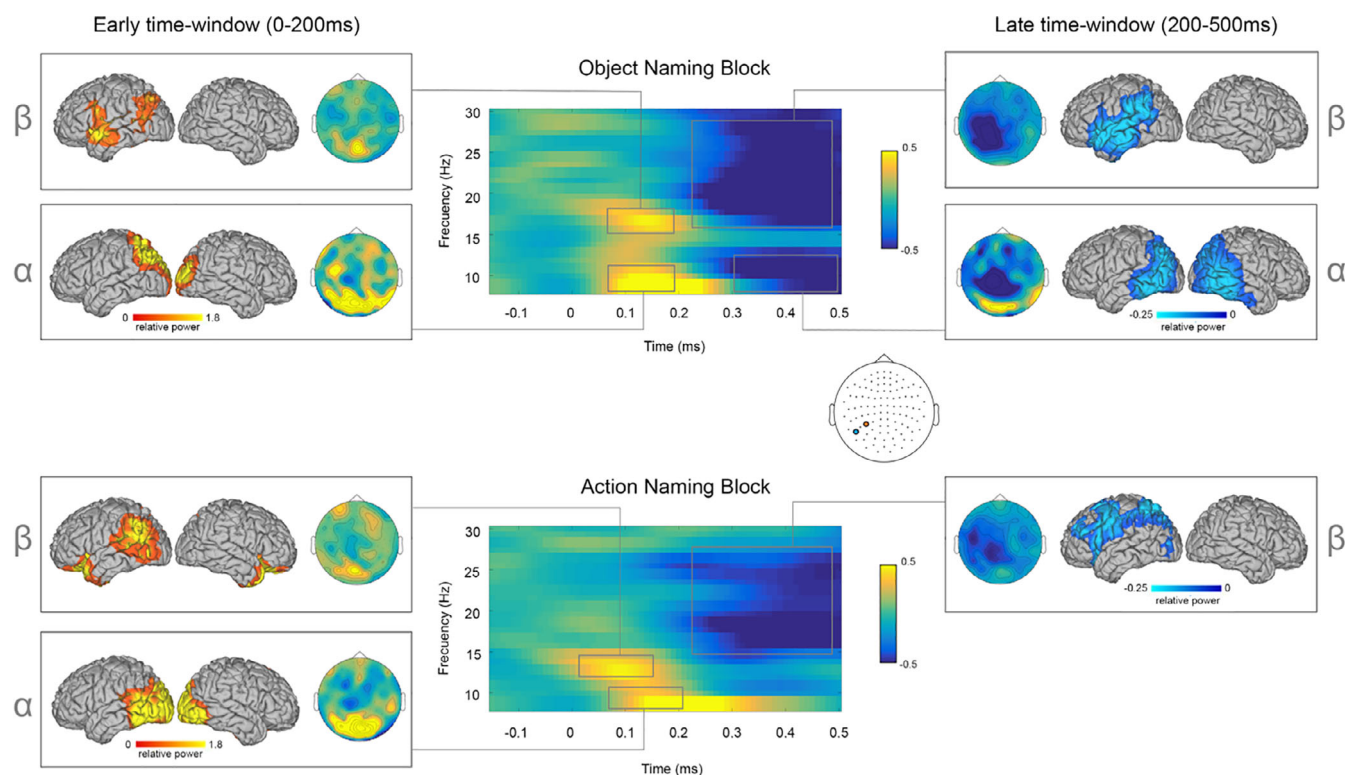 Early time-window (0-200ms)
Late time-window (200-500ms)
Object Naming Block
β
β
α
α
0 1.8
relative power
30
25
20
15
10
Frecuency (Hz)
-0.1 0 0.1 0.2 0.3 0.4 0.5
Time (ms)
0.5
-0.5
-0.25 0
relative power
Action Naming Block
β
β
α
0 1.8
relative power
30
25
20
15
10
Frecuency (Hz)
-0.1 0 0.1 0.2 0.3 0.4 0.5
Time (ms)
0.5
-0.5
-0.25 0
relative power